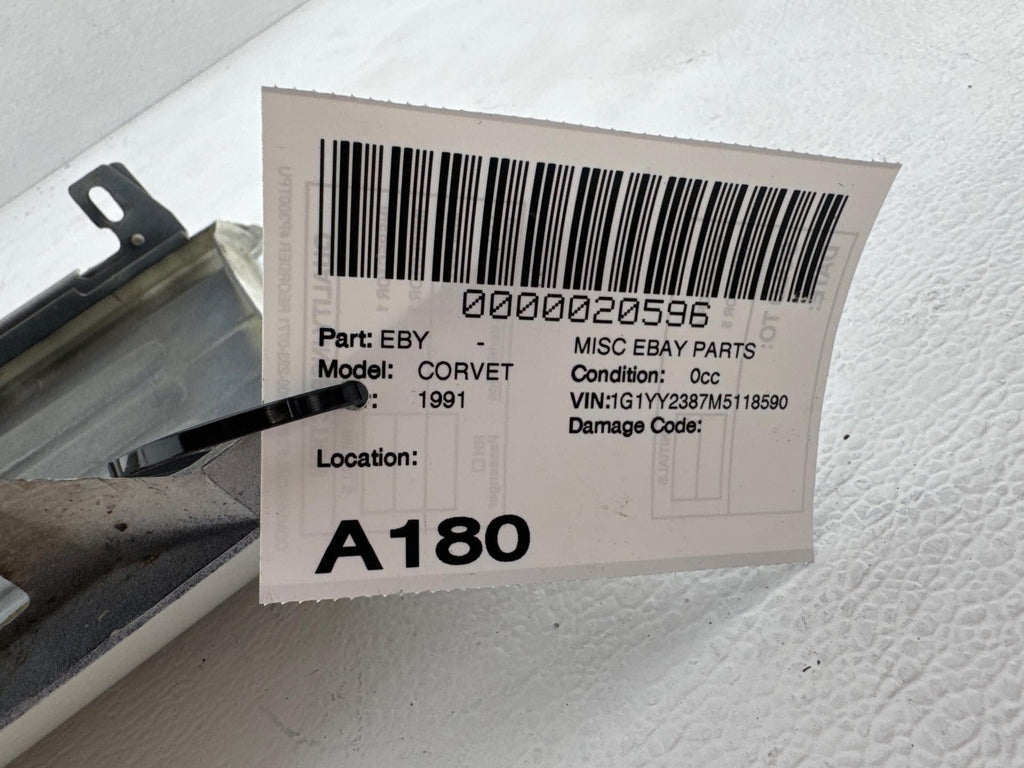 0000020596
Part: EBY - MISC EBAY PARTS
Model: CORVET Condition: 0cc
: 1991 VIN:1G1YY2387M5118590
Damage Code:
Location:
A180